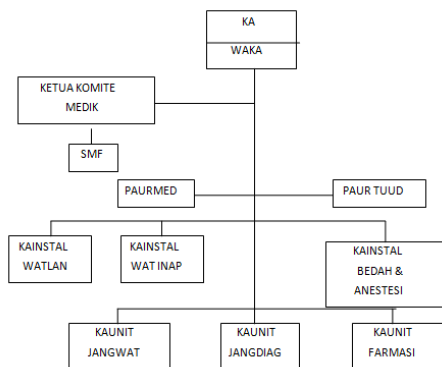 KA
WAKA
KETUA KOMITE
MEDIK
SMF
PAURMED
PAUR TUUD
KAINSTAL
WATLAN
KAINSTAL
WAT INAP
KAINSTAL
BEDAH &
ANESTESI
KAUNIT
JANGWAT
KAUNIT
JANGDIAG
KAUNIT
FARMASI